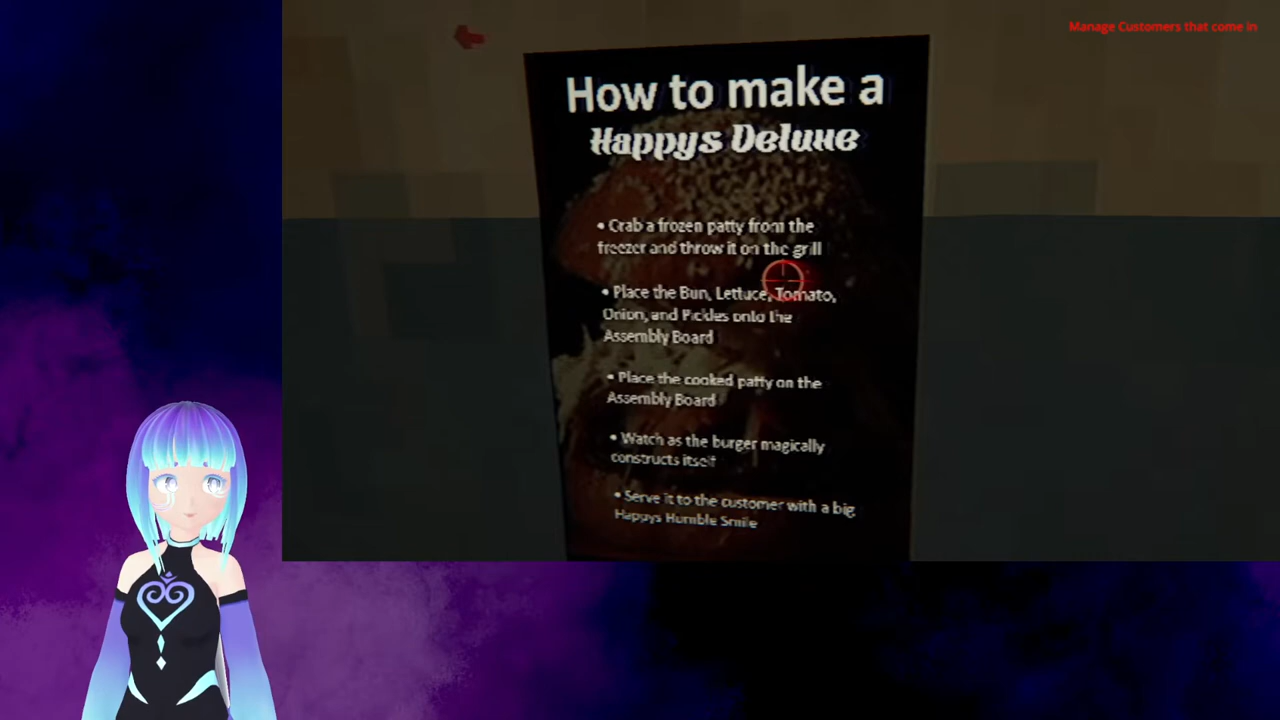 Manage Customers that come in
How to make a
Happys Deluxe
• Grab a frozen patty from the
freezer and throw it on the grill
• Place the Bun, Lettuce, Tomato,
Onion, and Pickles onto the
Assembly Board
• Place the cooked patty on the
Assembly Board
• Watch as the burger magically
constructs itself
• Serve it to the customer with a big
Happys Humble Smile